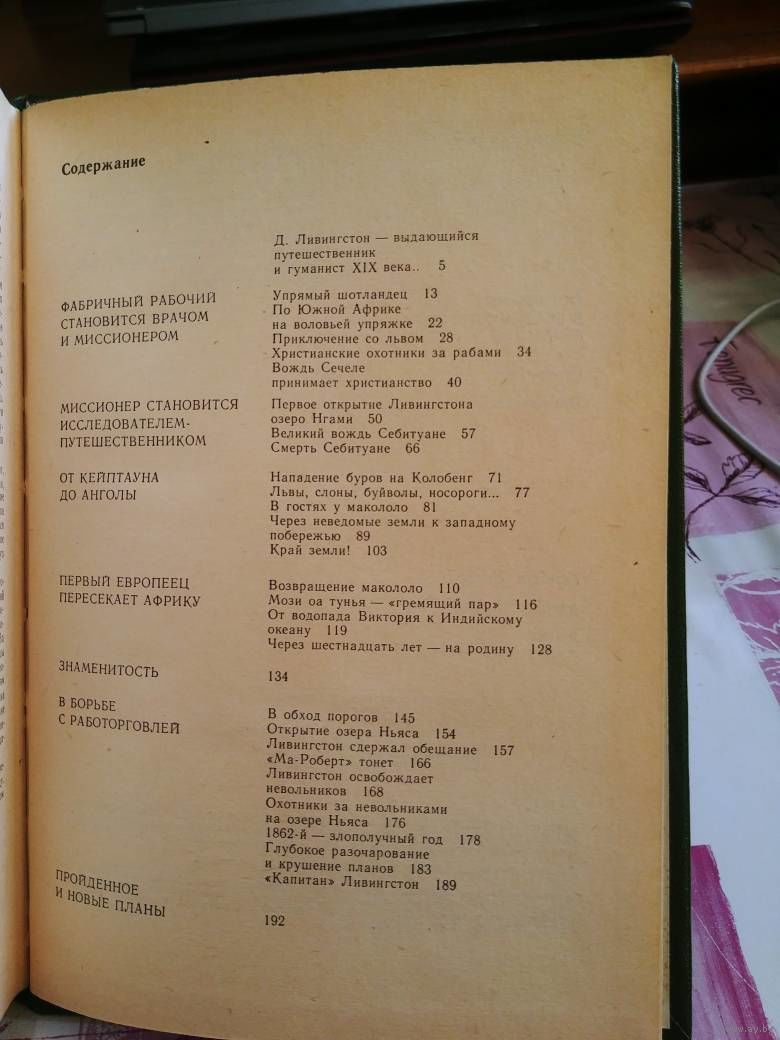 Содержание
Д. Ливингстон — выдающийся
путешественник
и гуманист XIX века.. 5
ФАБРИЧНЫЙ РАБОЧИЙ
СТАНОВИТСЯ ВРАЧОМ
И МИССИОНЕРОМ
Упрямый шотландец 13
По Южной Африке
на воловьей упряжке 22
Приключение со львом 28
Христианские охотники за рабами 34
Вождь Сечеле
принимает христианство 40
МИССИОНЕР СТАНОВИТСЯ
ИССЛЕДОВАТЕЛЕМ-
ПУТЕШЕСТВЕННИКОМ
Первое открытие Ливингстона
озеро Нгами 50
Великий вождь Себитуане 57
Смерть Себитуане 66
ОТ КЕЙПТАУНА
ДО АНГОЛЫ
Нападение буров на Колобенг 71
Львы, слоны, буйволы, носороги... 77
В гостях у макололо 81
Через неведомые земли к западному
побережью 89
Край земли! 103
ПЕРВЫЙ ЕВРОПЕЕЦ
ПЕРЕСЕКАЕТ АФРИКУ
Возвращение макололо 110
Мози оа тунья — «гремящий пар» 116
От водопада Виктория к Индийскому
океану 119
Через шестнадцать лет — на родину 128
ЗНАМЕНИТОСТЬ
134
В БОРЬБЕ
С РАБОТОРГОВЛЕЙ
В обход порогов 145
Открытие озера Ньяса 154
Ливингстон сдержал обещание 157
«Ма-Роберт» тонет 166
Ливингстон освобождает
невольников 168
Охотники за невольниками
на озере Ньяса 176
1862-й — злополучный год 178
Глубокое разочарование
и крушение планов 183
«Капитан» Ливингстон 189
ПРОЙДЕННОЕ
И НОВЫЕ ПЛАНЫ
192